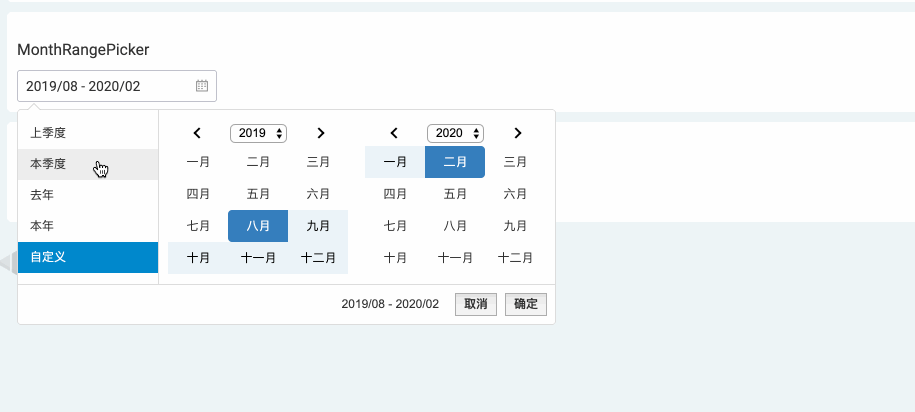 MonthRangePicker
2019/08 - 2020/02
上季度
本季度
去年
本年
自定义
2019
一月 二月 三月
四月 五月 六月
七月 八月 九月
十月 十一月 十二月
2020
一月 二月 三月
四月 五月 六月
七月 八月 九月
十月 十一月 十二月
2019/08 - 2020/02 取消 确定